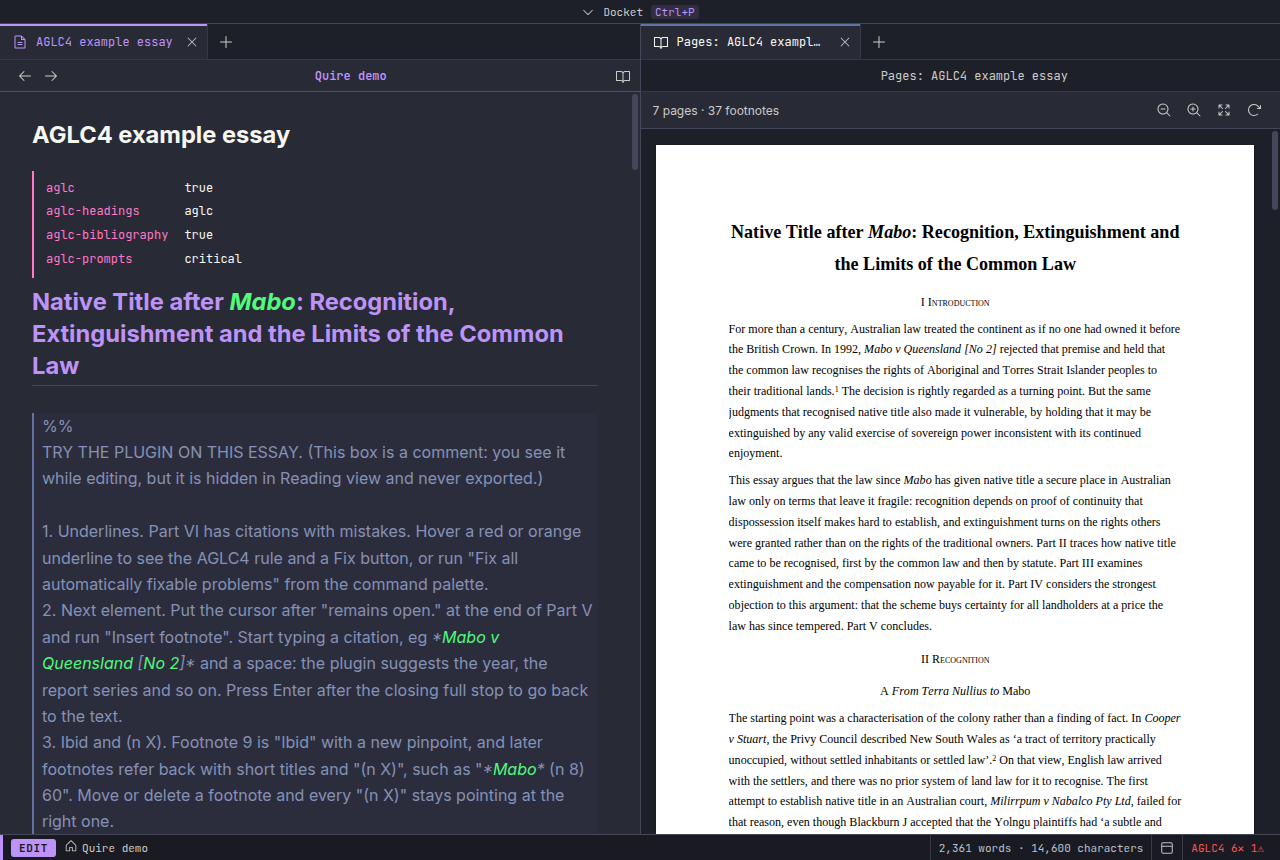 Docket Ctrl+P
AGLC4 example essay
Quire demo
AGLC4 example essay
aglc true
aglc-headings aglc
aglc-bibliography true
aglc-prompts critical
Native Title after Mabo: Recognition,
Extinguishment and the Limits of the Common
Law
%%
TRY THE PLUGIN ON THIS ESSAY. (This box is a comment: you see it
while editing, but it is hidden in Reading view and never exported.)
1. Underlines. Part VI has citations with mistakes. Hover a red or orange
underline to see the AGLC4 rule and a Fix button, or run "Fix all
automatically fixable problems" from the command palette.
2. Next element. Put the cursor after "remains open." at the end of Part V
and run "Insert footnote". Start typing a citation, eg *Mabo v
Queensland [No 2]* and a space: the plugin suggests the year, the
report series and so on. Press Enter after the closing full stop to go back
to the text.
3. Ibid and (n X). Footnote 9 is "Ibid" with a new pinpoint, and later
footnotes refer back with short titles and "(n X)", such as "*Mabo* (n 8)
60". Move or delete a footnote and every "(n X)" stays pointing at the
right one.
Pages: AGLC4 exampl…
Pages: AGLC4 example essay
7 pages · 37 footnotes
Native Title after Mabo: Recognition, Extinguishment and
the Limits of the Common Law
I Introduction
For more than a century, Australian law treated the continent as if no one had owned it before
the British Crown. In 1992, Mabo v Queensland [No 2] rejected that premise and held that
the common law recognises the rights of Aboriginal and Torres Strait Islander peoples to
their traditional lands.1 The decision is rightly regarded as a turning point. But the same
judgments that recognised native title also made it vulnerable, by holding that it may be
extinguished by any valid exercise of sovereign power inconsistent with its continued
enjoyment.
This essay argues that the law since Mabo has given native title a secure place in Australian
law only on terms that leave it fragile: recognition depends on proof of continuity that
dispossession itself makes hard to establish, and extinguishment turns on the rights others
were granted rather than on the rights of the traditional owners. Part II traces how native title
came to be recognised, first by the common law and then by statute. Part III examines
extinguishment and the compensation now payable for it. Part IV considers the strongest
objection to this argument: that the scheme buys certainty for all landholders at a price the
law has since tempered. Part V concludes.
II Recognition
A From Terra Nullius to Mabo
The starting point was a characterisation of the colony rather than a finding of fact. In Cooper
v Stuart, the Privy Council described New South Wales as ‘a tract of territory practically
unoccupied, without settled inhabitants or settled law’.2 On that view, English law arrived
with the settlers, and there was no prior system of land law for it to recognise. The first
attempt to establish native title in an Australian court, Milirrpum v Nabalco Pty Ltd, failed for
that reason, even though Blackburn J accepted that the Yolngu plaintiffs had ‘a subtle and
EDIT Quire demo
2,361 words · 14,600 characters
AGLC4 6× 1⚠